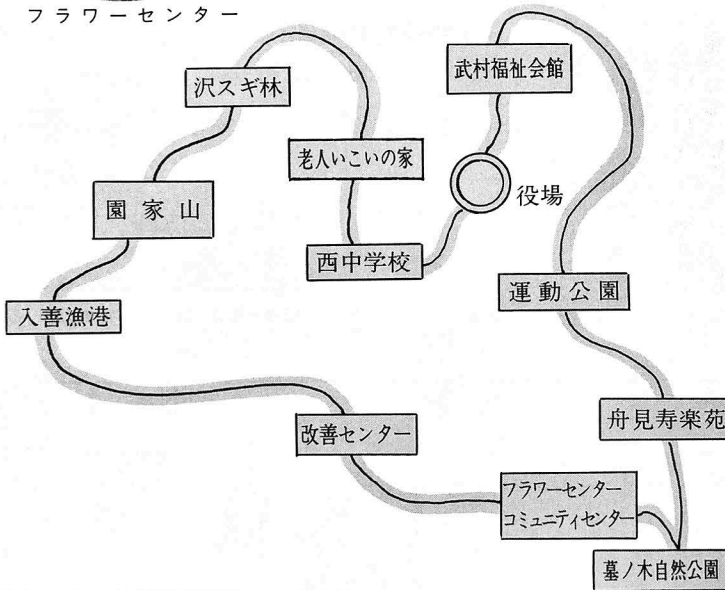 フラワーセンター
沢スギ林
武村福祉会館
老人いこいの家
役場
園家山
西中学校
運動公園
入善漁港
舟見寿楽苑
改善センター
フラワーセンター
コミュニティセンター
墓ノ木自然公園